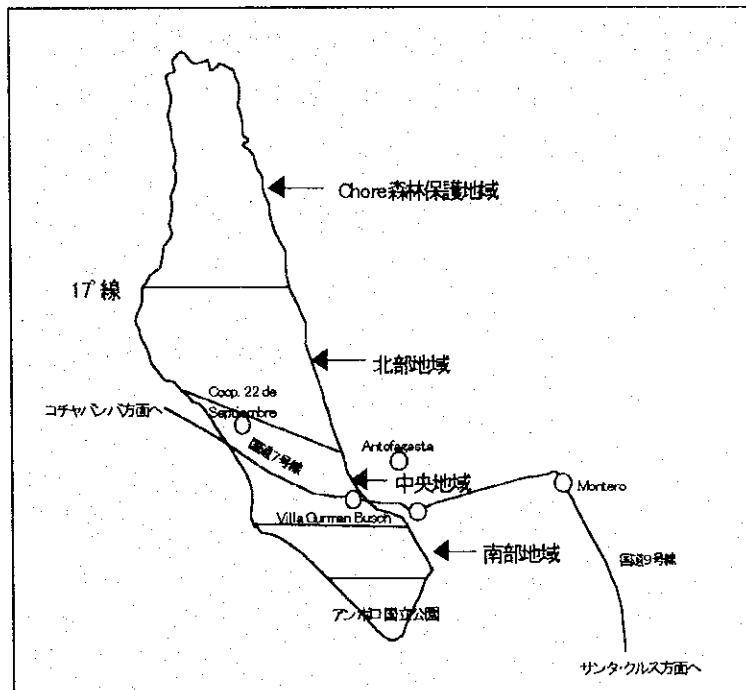 Chore森林保護地域
17°線
北部地域
Coop. 22 de
Septiembre
コチャバンバ方面へ
国道7号線
Antofagasta
中央地域
Montero
Villa Gurman Busch
南部地域
国道9号線
アンボロ国立公園
サンタ・クルス方面へ